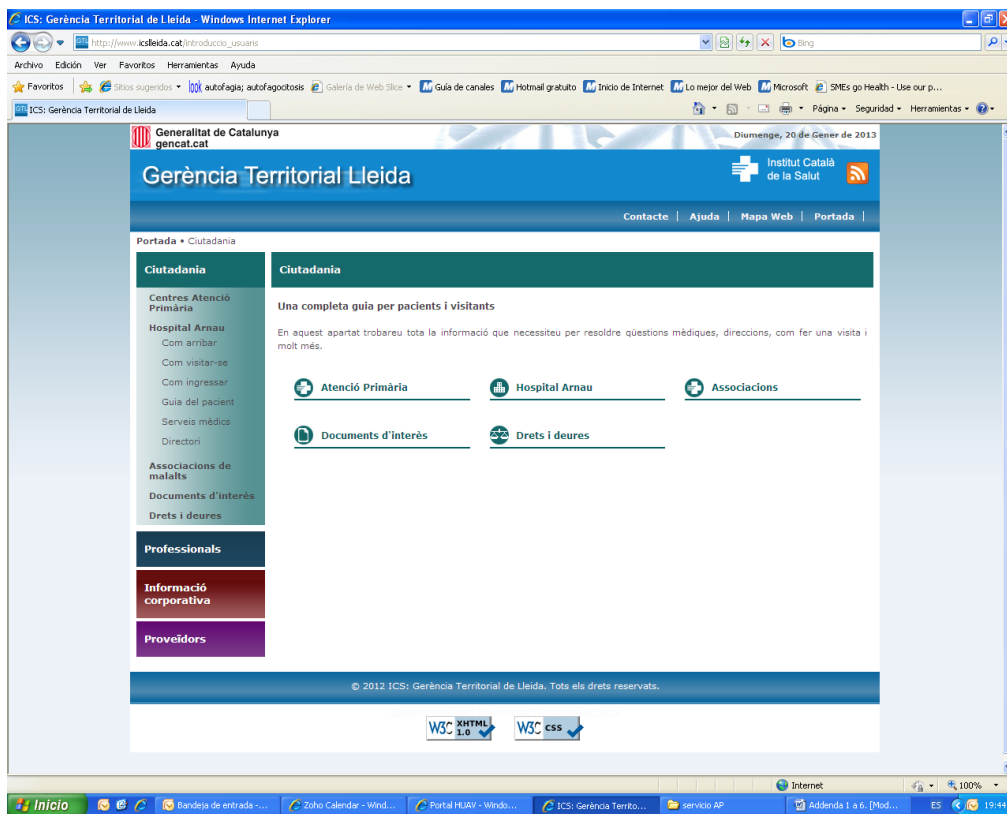 ICS: Gerència Territorial de Lleida - Windows Internet Explorer
http://www.icslleida.cat/introduccio_usuaris
Bing
Archivo Edición Ver Favoritos Herramientas Ayuda
Favoritos Sitios sugeridos autofagia; autofagocitosis Galería de Web Slice Guía de canales Hotmail gratuito Inicio de Internet Lo mejor del Web Microsoft SMEs go Health - Use our p...
ICS: Gerència Territorial de Lleida
Página Seguridad Herramientas
Generalitat de Catalunya
gencat.cat
Diumenge, 20 de Gener de 2013
Gerència Territorial Lleida
Institut Català
de la Salut
Contacte | Ajuda | Mapa Web | Portada |
Portada • Ciutadania
Ciutadania
Centres Atenció
Primària
Hospital Arnau
Com arribar
Com visitar-se
Com ingressar
Guia del pacient
Serveis mèdics
Directori
Associacions de
malalts
Documents d'interès
Drets i deures
Professionals
Informació
corporativa
Proveïdors
Ciutadania
Una completa guia per pacients i visitants
En aquest apartat trobareu tota la informació que necessiteu per resoldre qüestions mèdiques, direccions, com fer una visita i
molt més.
Atenció Primària
Hospital Arnau
Associacions
Documents d'interès
Drets i deures
© 2012 ICS: Gerència Territorial de Lleida. Tots els drets reservats.
W3C XHTML 1.0
W3C css
Internet
100%
Inicio
Bandeja de entrada -...
Zoho Calendar - Wind...
Portal HUAV - Windo...
ICS: Gerència Territo...
servicio AP
Addenda 1 a 6. [Mod...
ES
19:44